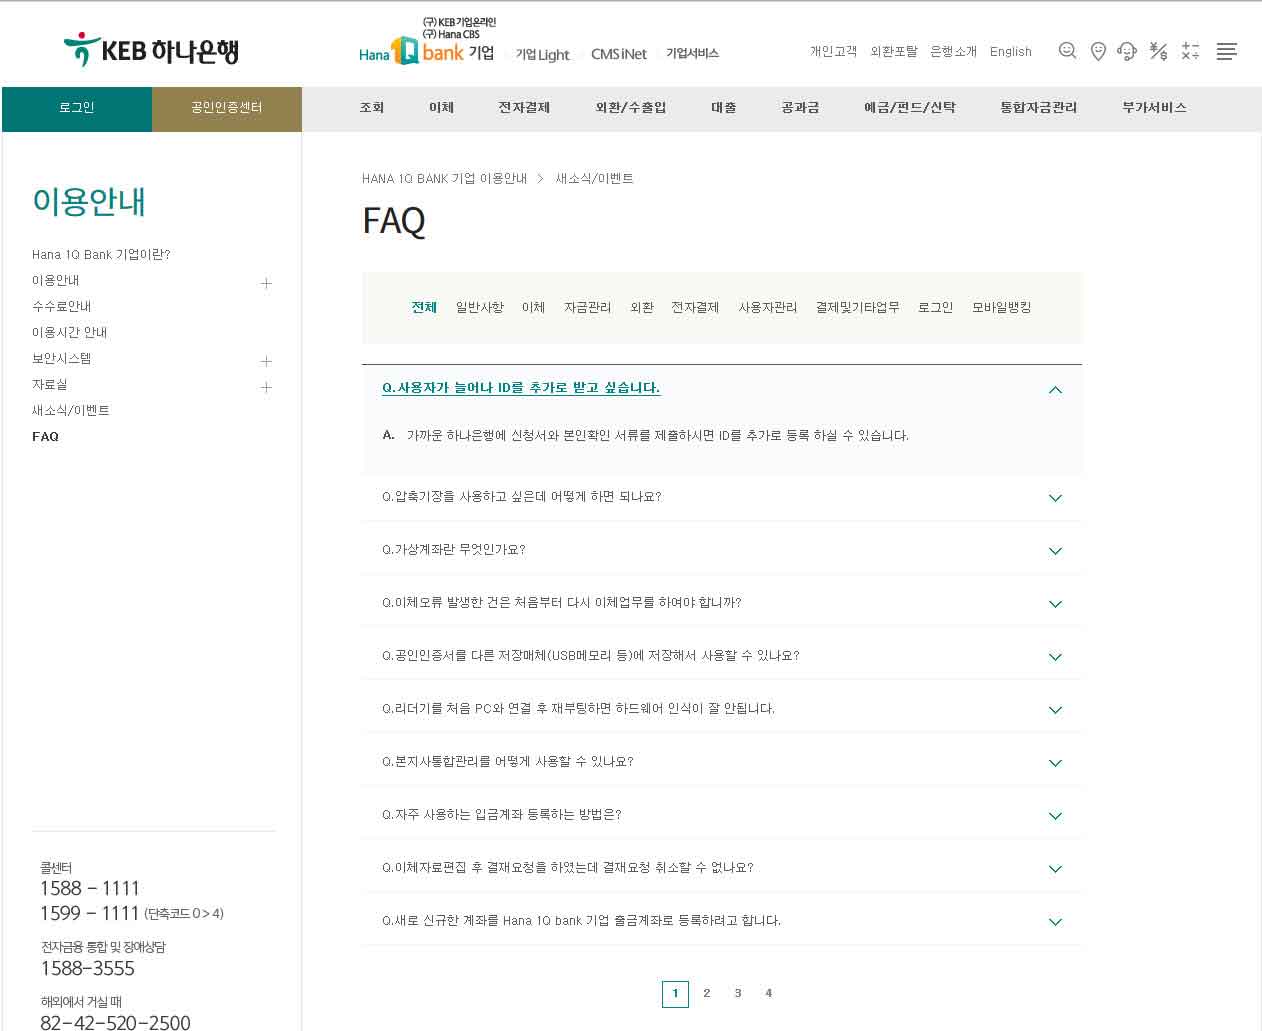 KEB 하나은행
(구) KEB 기업온라인
(구) Hana CBS
Hana 1Q bank 기업
기업 Light
CMS iNet
기업서비스
개인고객 외환포탈 은행소개 English
로그인
공인인증센터
조회 이체 전자결제 외환/수출입 대출 공과금 예금/펀드/신탁 통합자금관리 부가서비스
이용안내
Hana 1Q Bank 기업이란?
이용안내
수수료안내
이용시간 안내
보안시스템
자료실
새소식/이벤트
FAQ
콜센터
1588 - 1111
1599 - 1111 (단축코드 0 > 4)
전자금융 통합 및 장애상담
1588-3555
해외에서 거실 때
82-42-520-2500
HANA 1Q BANK 기업 이용안내 > 새소식/이벤트
FAQ
전체 일반사항 이체 자금관리 외환 전자결제 사용자관리 결제및기타업무 로그인 모바일뱅킹
Q.사용자가 늘어나 ID를 추가로 받고 싶습니다.
A. 가까운 하나은행에 신청서와 본인확인 서류를 제출하시면 ID를 추가로 등록 하실 수 있습니다.
Q.압축기장을 사용하고 싶은데 어떻게 하면 되나요?
Q.가상계좌란 무엇인가요?
Q.이체오류 발생한 건은 처음부터 다시 이체업무를 하여야 합니까?
Q.공인인증서를 다른 저장매체(USB메모리 등)에 저장해서 사용할 수 있나요?
Q.리더기를 처음 PC와 연결 후 재부팅하면 하드웨어 인식이 잘 안됩니다.
Q.본지사통합관리를 어떻게 사용할 수 있나요?
Q.자주 사용하는 입금계좌 등록하는 방법은?
Q.이체자료편집 후 결재요청을 하였는데 결재요청 취소할 수 없나요?
Q.새로 신규한 계좌를 Hana 1Q bank 기업 출금계좌로 등록하려고 합니다.
1 2 3 4